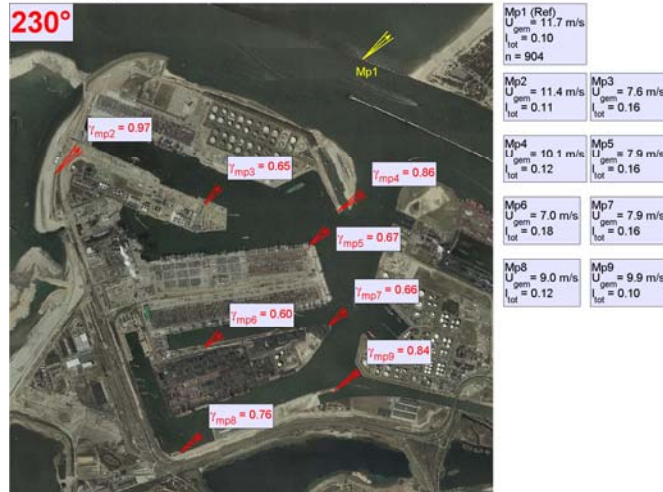 230°
Mp1
γmp2 = 0.97
γmp3 = 0.65
γmp4 = 0.86
γmp5 = 0.67
γmp7 = 0.66
γmp6 = 0.60
γmp9 = 0.84
γmp8 = 0.76
Mp1 (Ref)
Ugem = 11.7 m/s
Itot = 0.10
n = 904
Mp2
Ugem = 11.4 m/s
Itot = 0.11
Mp3
Ugem = 7.6 m/s
Itot = 0.16
Mp4
Ugem = 10.1 m/s
Itot = 0.12
Mp5
Ugem = 7.9 m/s
Itot = 0.16
Mp6
Ugem = 7.0 m/s
Itot = 0.18
Mp7
Ugem = 7.9 m/s
Itot = 0.16
Mp8
Ugem = 9.0 m/s
Itot = 0.12
Mp9
Ugem = 9.9 m/s
Itot = 0.10